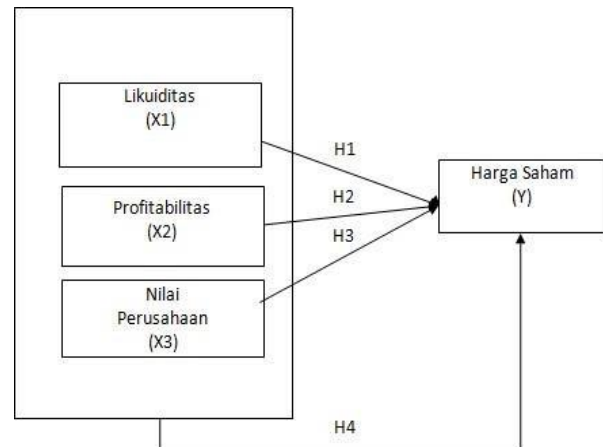 Likuiditas
(X1)
H1
Harga Saham
(Y)
Profitabilitas
(X2)
H2
H3
Nilai
Perusahaan
(X3)
H4